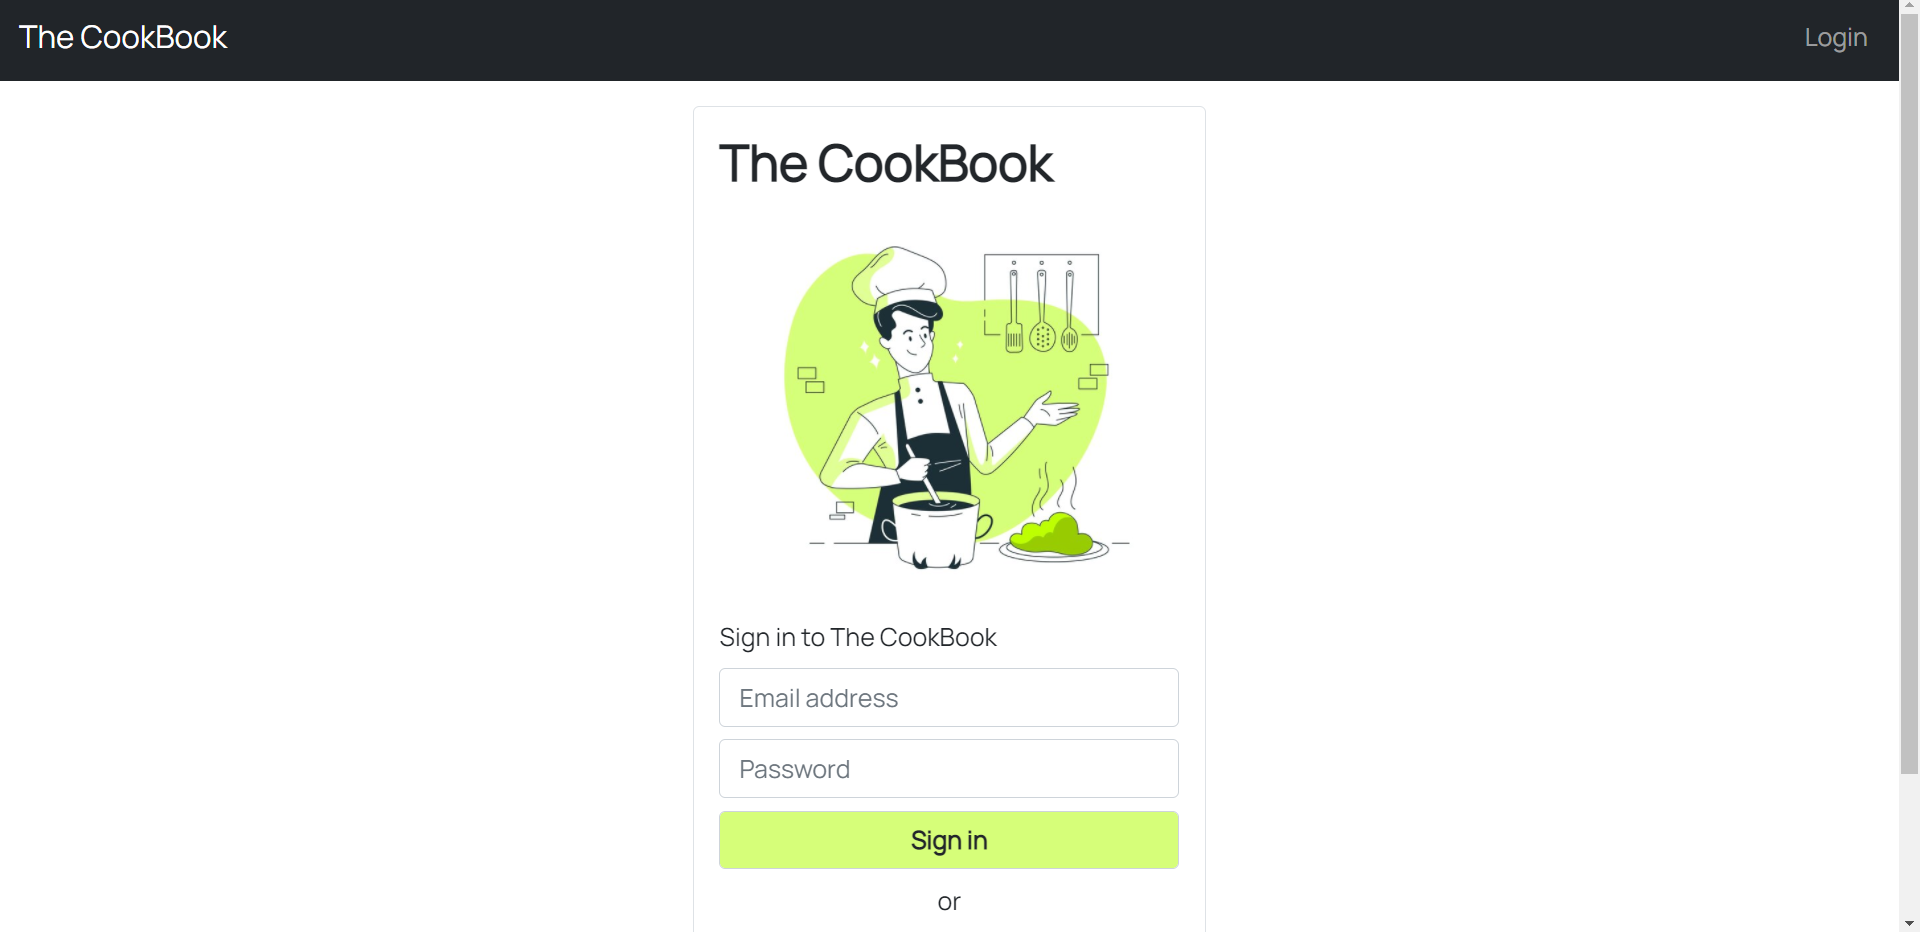 The CookBook
Login
The CookBook
Sign in to The CookBook
Email address
Password
Sign in
or